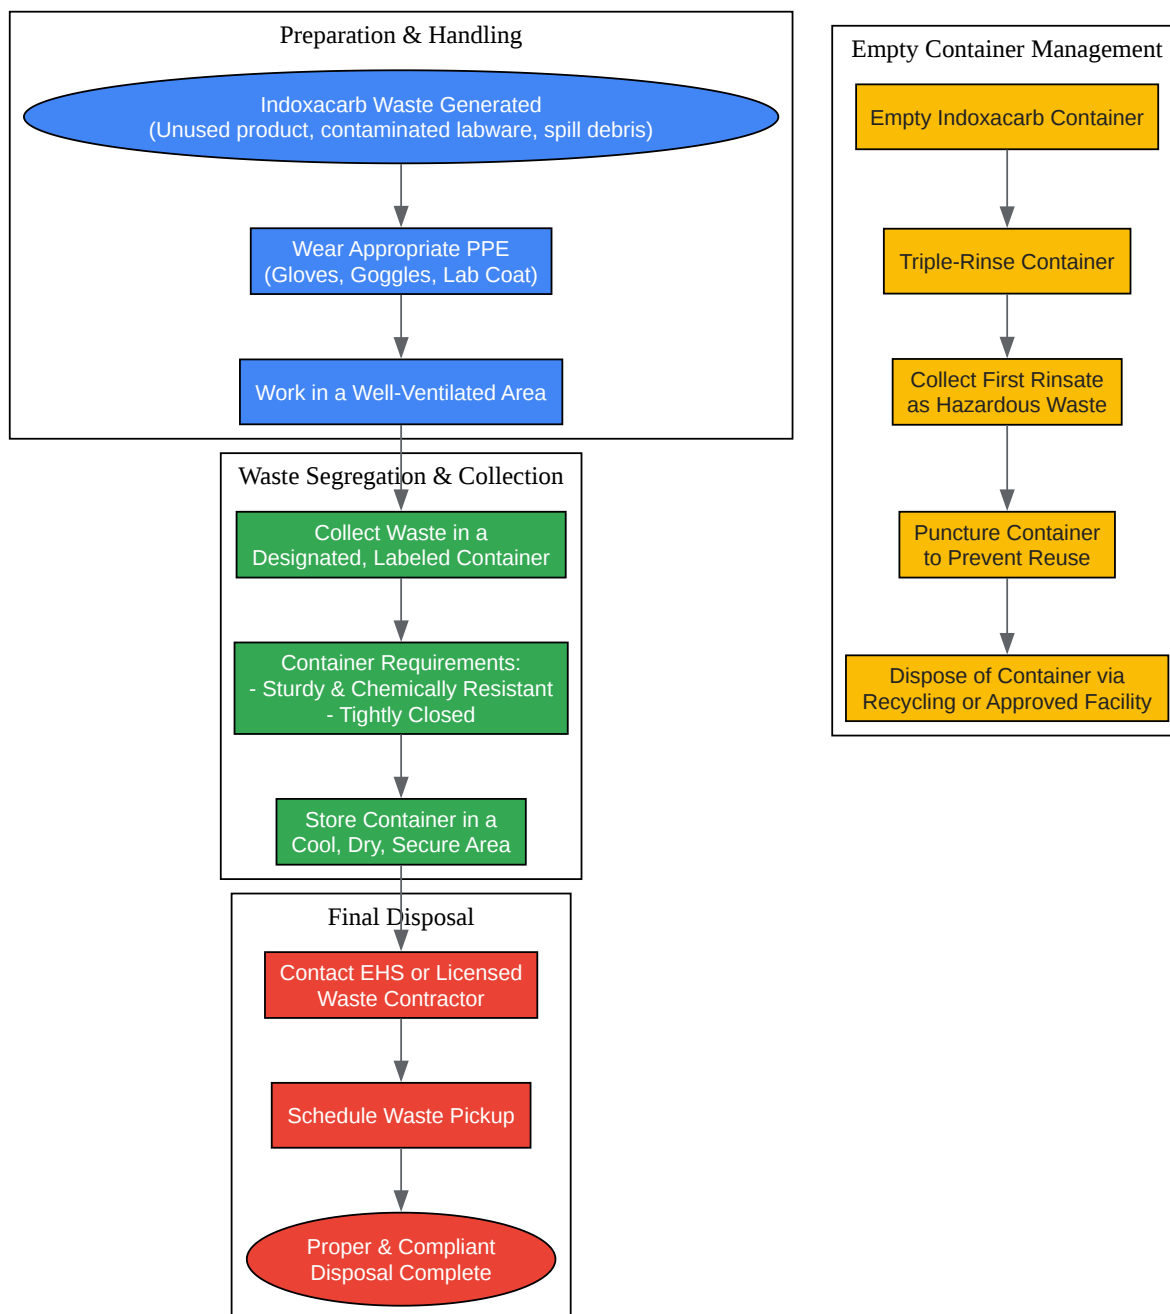 Preparation & Handling
Indoxacarb Waste Generated
(Unused product, contaminated labware, spill debris)
Wear Appropriate PPE
(Gloves, Goggles, Lab Coat)
Work in a Well-Ventilated Area
Waste Segregation & Collection
Collect Waste in a
Designated, Labeled Container
Container Requirements:
- Sturdy & Chemically Resistant
- Tightly Closed
Store Container in a
Cool, Dry, Secure Area
Final Disposal
Contact EHS or Licensed
Waste Contractor
Schedule Waste Pickup
Proper & Compliant
Disposal Complete
Empty Container Management
Empty Indoxacarb Container
Triple-Rinse Container
Collect First Rinsate
as Hazardous Waste
Puncture Container
to Prevent Reuse
Dispose of Container via
Recycling or Approved Facility